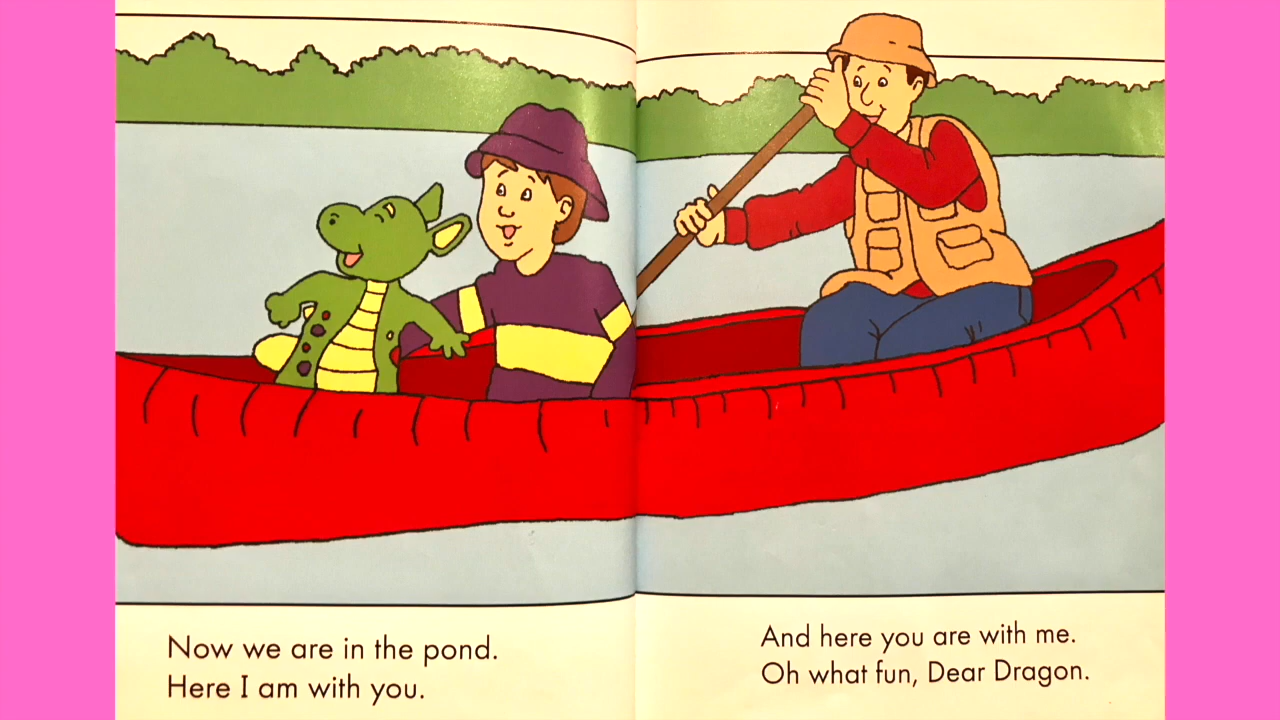 Now we are in the pond.
Here I am with you.
And here you are with me.
Oh what fun, Dear Dragon.